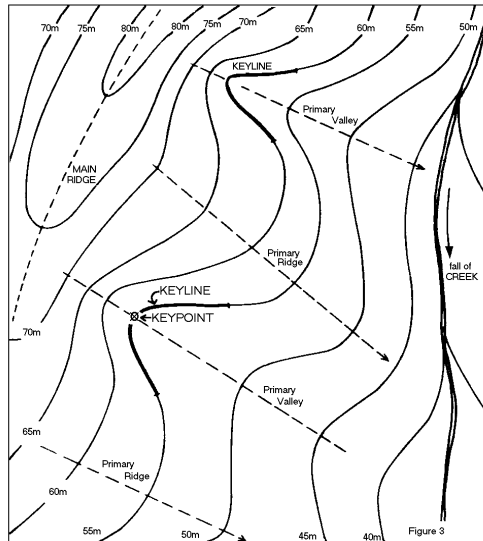 70m 75m 80m 80m 75m 70m 65m 60m 55m 50m
KEYLINE
Primary
Valley
MAIN
RIDGE
Primary
Ridge
fall of
CREEK
KEYLINE
KEYPOINT
70m
Primary
Valley
65m
Primary
Ridge
60m
55m
50m
45m
40m
Figure 3